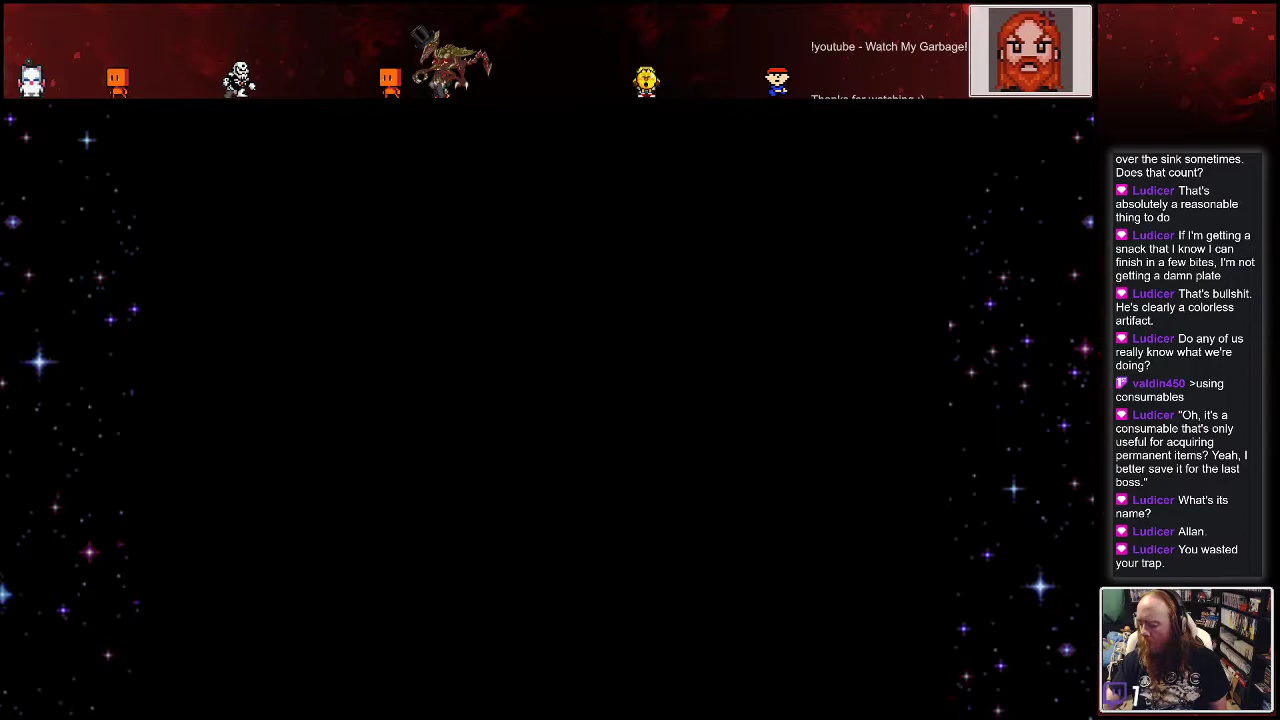 !youtube - Watch My Garbage!
Thanks for watching :)
over the sink sometimes.
Does that count?
Ludicer That's
absolutely a reasonable
thing to do
Ludicer If I'm getting a
snack that I know I can
finish in a few bites, I'm not
getting a damn plate
Ludicer That's bullshit.
He's clearly a colorless
artifact.
Ludicer Do any of us
really know what we're
doing?
valdin450 >using
consumables
Ludicer "Oh, it's a
consumable that's only
useful for acquiring
permanent items? Yeah, I
better save it for the last
boss."
Ludicer What's its
name?
Ludicer Allan.
Ludicer You wasted
your trap.
1